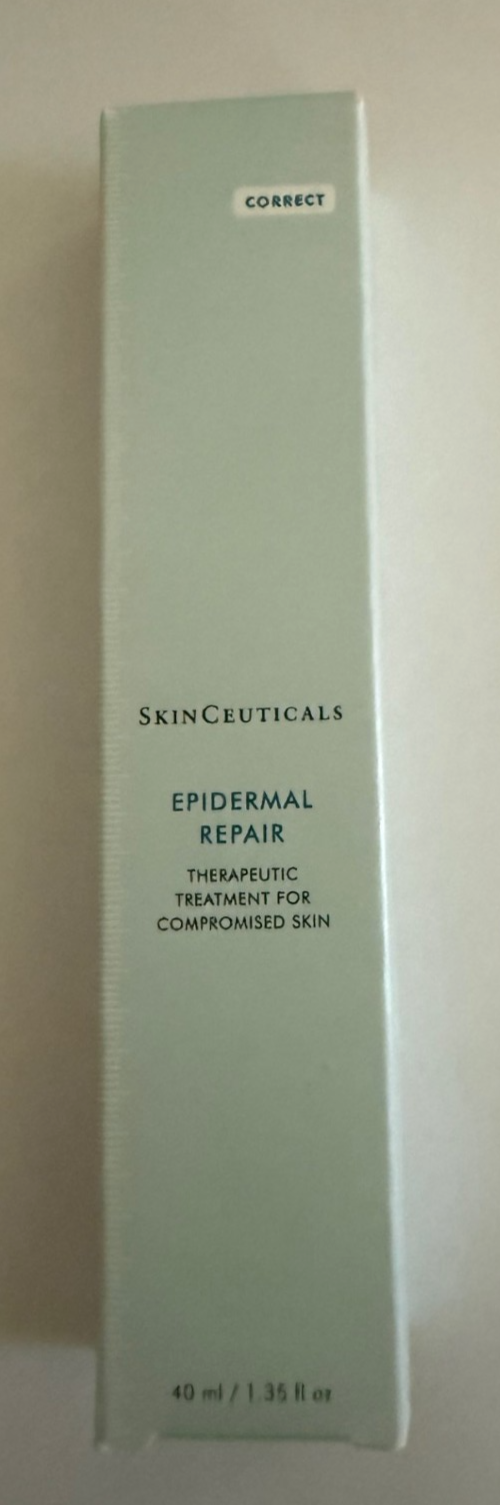 CORRECT
SKINCEUTICALS
EPIDERMAL
REPAIR
THERAPEUTIC
TREATMENT FOR
COMPROMISED SKIN
40 ml / 1.35 fl oz